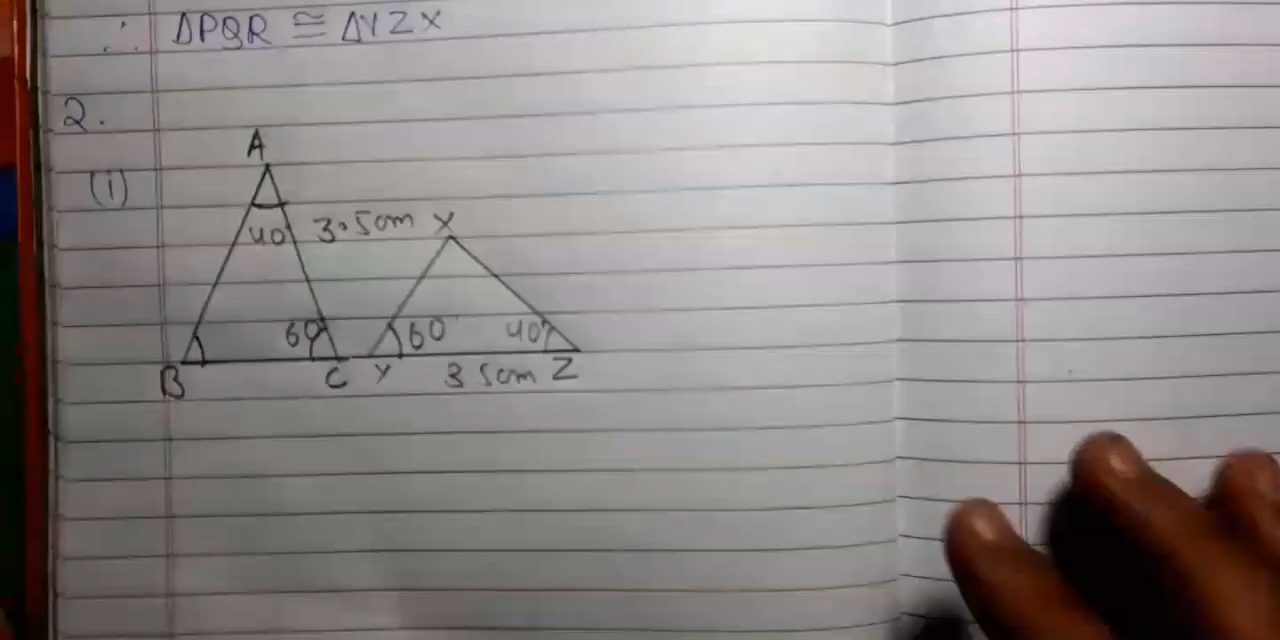 ∴ ΔPQR ≅ ΔYZX
2.
A
(i)
40 3.5cm X
60 60 40
B C Y 3 5cm Z